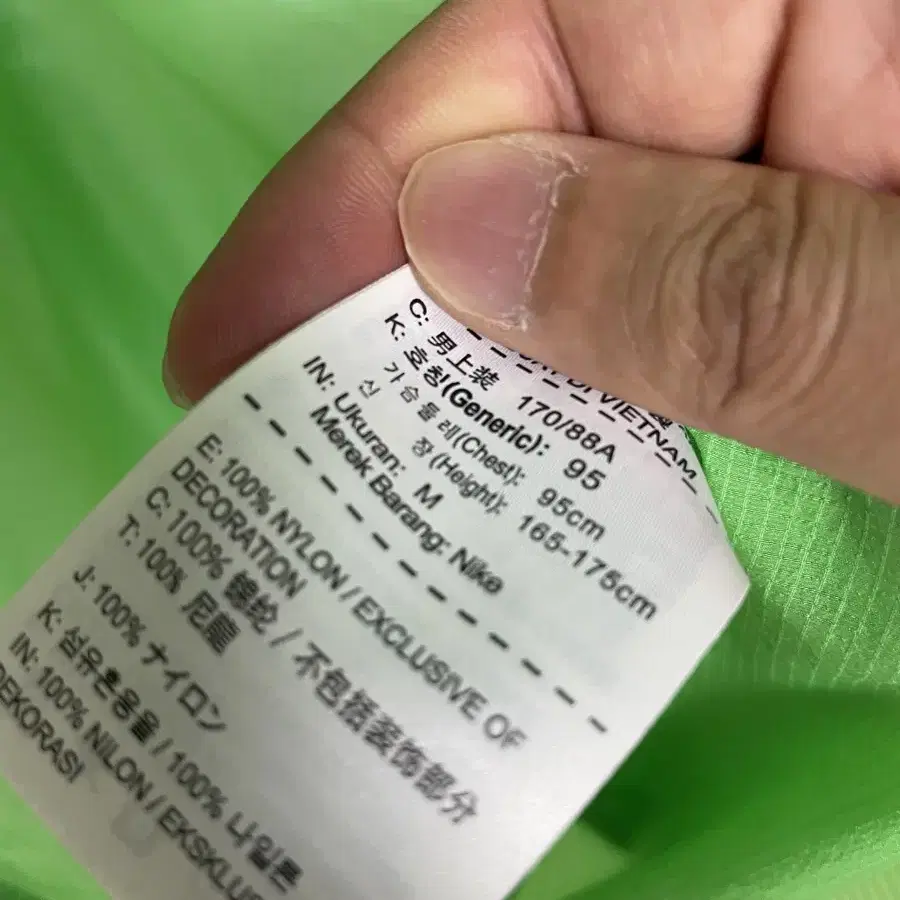 VIETNAM
C: 男上装 170/88A
K: 호칭(Generic): 95
가슴둘레(Chest): 95cm
신 장(Height): 165-175cm
IN: Ukuran: M
Merek Barang: Nike
E: 100% NYLON / EXCLUSIVE OF
DECORATION
C: 100% 锦纶 / 不包括装饰部分
T: 100% 尼龍
J: 100% ナイロン
K: 섬유혼용율 / 100% 나일론
IN: 100% NILON / EKSKLUS
DEKORASI